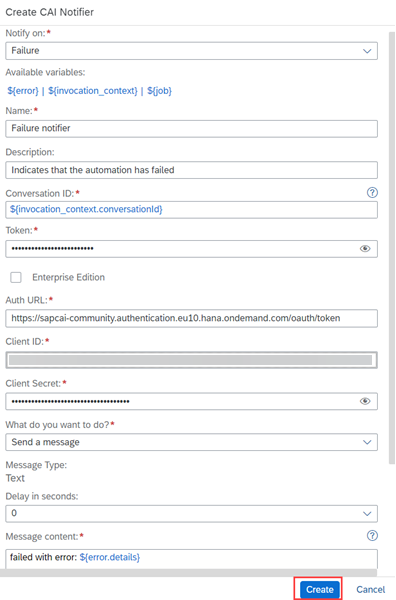 Create CAI Notifier
Notify on:*
Failure
Available variables:
${error} | ${invocation_context} | ${job}
Name:*
Failure notifier
Description:
Indicates that the automation has failed
Conversation ID:*
${invocation_context.conversationId}
Token:*
Enterprise Edition
Auth URL:*
https://sapcai-community.authentication.eu10.hana.ondemand.com/oauth/token
Client ID:*
Client Secret:*
What do you want to do?*
Send a message
Message Type:
Text
Delay in seconds:
0
Message content:*
failed with error: ${error.details}
Create Cancel